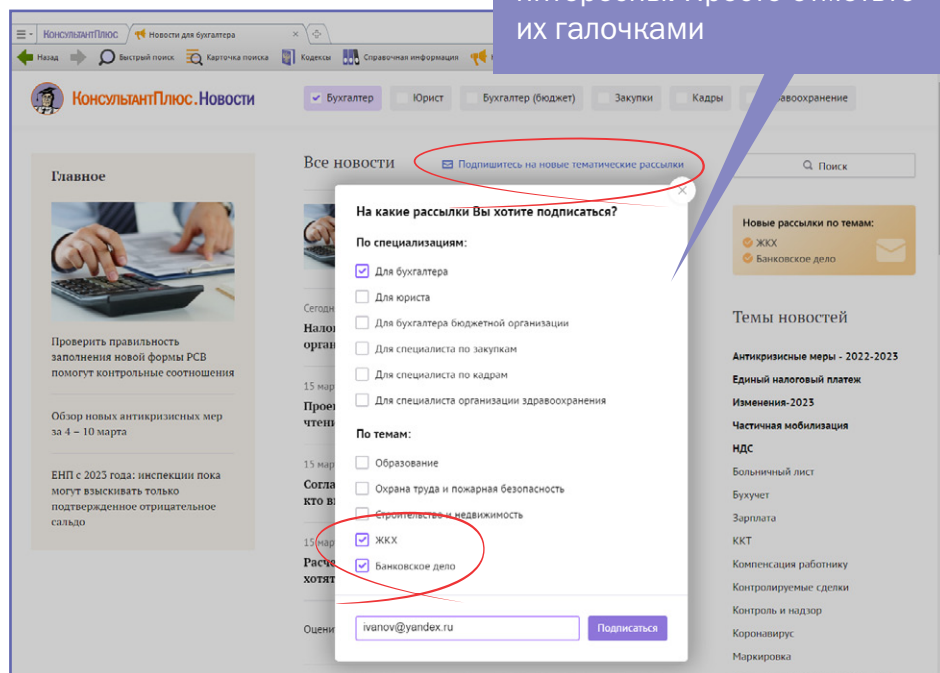 их галочками
КонсультантПлюс
Новости для бухгалтера
Назад
Быстрый поиск
Карточка поиска
Кодексы
Справочная информация
КонсультантПлюс.Новости
Бухгалтер
Юрист
Бухгалтер (бюджет)
Закупки
Кадры
Главное
Проверить правильность
заполнения новой формы РСВ
помогут контрольные соотношения
Обзор новых антикризисных мер
за 4 – 10 марта
ЕНП с 2023 года: инспекции пока
могут взыскивать только
подтвержденное отрицательное
сальдо
Все новости
Подпишитесь на новые тематические рассылки
На какие рассылки Вы хотите подписаться?
По специализациям:
Для бухгалтера
Для юриста
Для бухгалтера бюджетной организации
Для специалиста по закупкам
Для специалиста по кадрам
Для специалиста организации здравоохранения
По темам:
Образование
Охрана труда и пожарная безопасность
Строительство и недвижимость
ЖКХ
Банковское дело
ivanov@yandex.ru
Подписаться
Поиск
Новые рассылки по темам:
ЖКХ
Банковское дело
Темы новостей
Антикризисные меры - 2022-2023
Единый налоговый платеж
Изменения-2023
Частичная мобилизация
НДС
Больничный лист
Бухучет
Зарплата
ККТ
Компенсация работнику
Контролируемые сделки
Контроль и надзор
Коронавирус
Маркировка